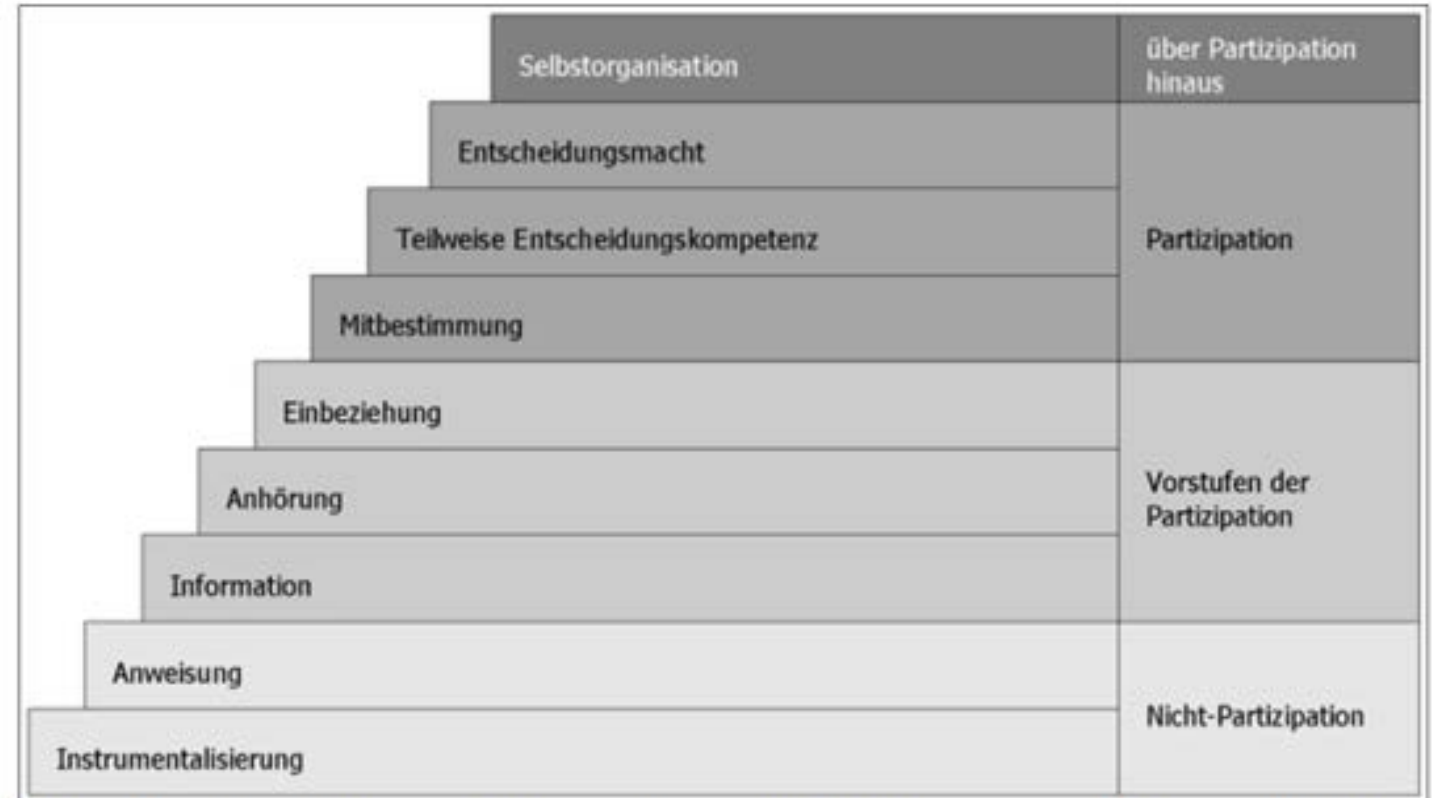 Selbstorganisation
über Partizipation
hinaus
Entscheidungsmacht
Teilweise Entscheidungskompetenz
Partizipation
Mitbestimmung
Einbeziehung
Anhörung
Vorstufen der
Partizipation
Information
Anweisung
Nicht-Partizipation
Instrumentalisierung